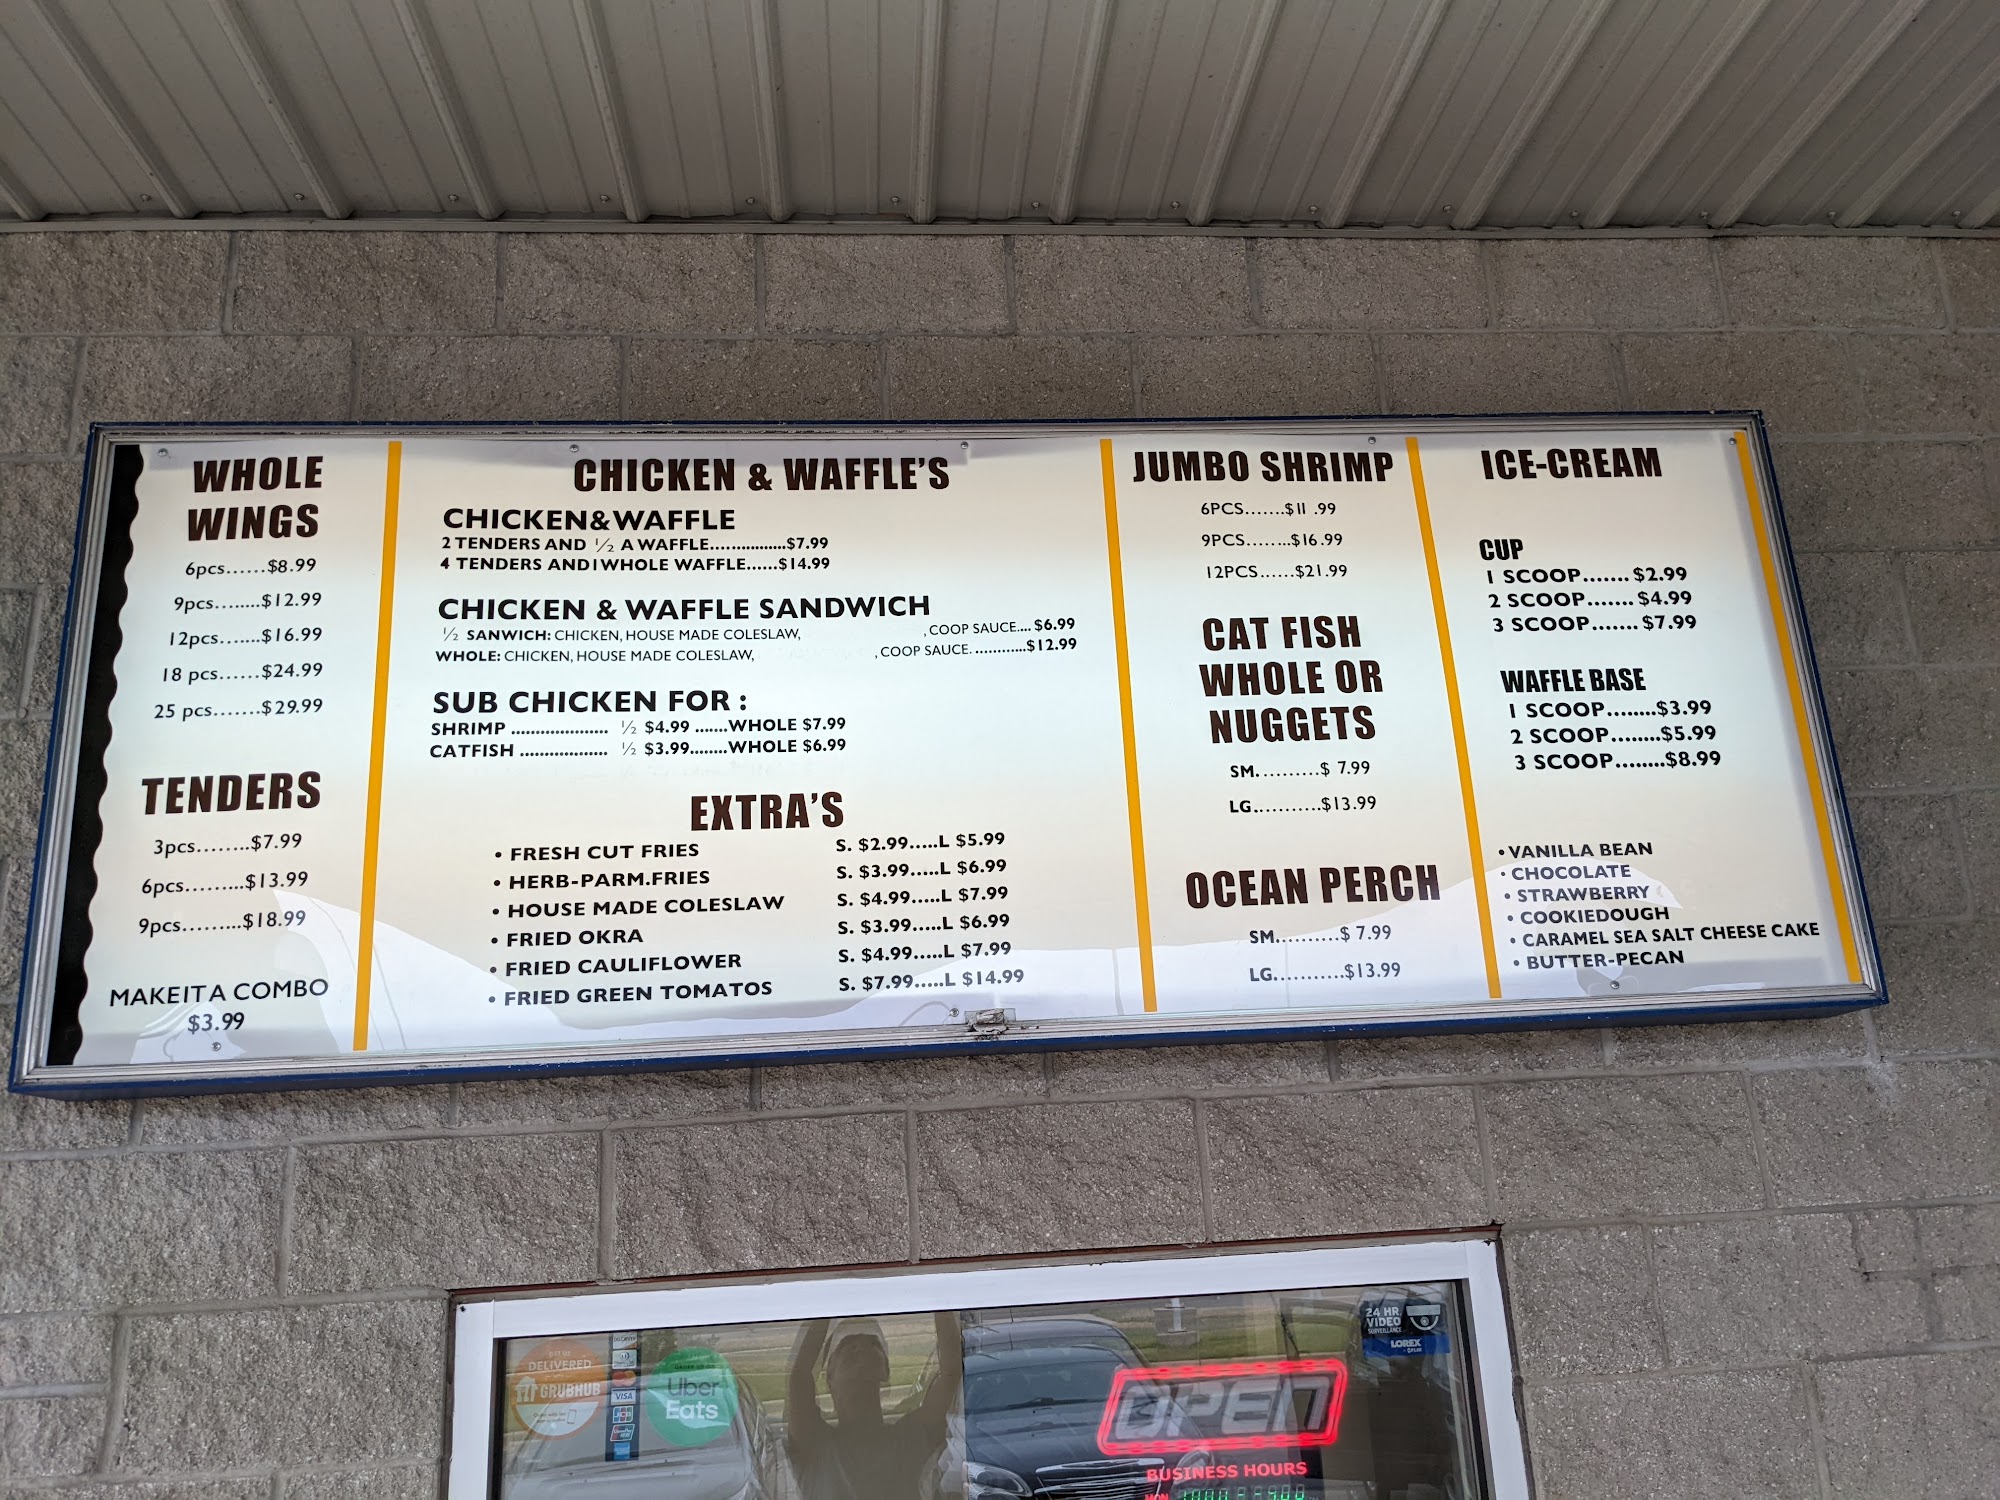 WHOLE
WINGS
6pcs......$8.99
9pcs........$12.99
12pcs......$16.99
18 pcs......$24.99
25 pcs.......$29.99
TENDERS
3pcs........$7.99
6pcs.........$13.99
9pcs.........$18.99
MAKE IT A COMBO
$3.99
CHICKEN & WAFFLE'S
CHICKEN&WAFFLE
2 TENDERS AND ½ A WAFFLE.................$7.99
4 TENDERS AND 1 WHOLE WAFFLE......$14.99
CHICKEN & WAFFLE SANDWICH
½ SANWICH: CHICKEN, HOUSE MADE COLESLAW, , COOP SAUCE.... $6.99
WHOLE: CHICKEN, HOUSE MADE COLESLAW, , COOP SAUCE. ............$12.99
SUB CHICKEN FOR :
SHRIMP ..................... ½ $4.99 .......WHOLE $7.99
CATFISH ................... ½ $3.99........WHOLE $6.99
EXTRA'S
• FRESH CUT FRIES S. $2.99.....L $5.99
• HERB-PARM.FRIES S. $3.99.....L $6.99
• HOUSE MADE COLESLAW S. $4.99.....L $7.99
• FRIED OKRA S. $3.99.....L $6.99
• FRIED CAULIFLOWER S. $4.99.....L $7.99
• FRIED GREEN TOMATOS S. $7.99.....L $14.99
JUMBO SHRIMP
6PCS.......$11 .99
9PCS........$16.99
12PCS......$21.99
CAT FISH
WHOLE OR
NUGGETS
SM...........$ 7.99
LG............$13.99
OCEAN PERCH
SM...........$ 7.99
LG............$13.99
ICE-CREAM
CUP
1 SCOOP....... $2.99
2 SCOOP....... $4.99
3 SCOOP....... $7.99
WAFFLE BASE
1 SCOOP........$3.99
2 SCOOP........$5.99
3 SCOOP........$8.99
• VANILLA BEAN
• CHOCOLATE
• STRAWBERRY
• COOKIEDOUGH
• CARAMEL SEA SALT CHEESE CAKE
• BUTTER-PECAN
GET US
DELIVERED
GRUBHUB
VISA
Uber
Eats
24 HR
VIDEO
SURVEILLANCE
LOREX
OPEN
BUSINESS HOURS
MON